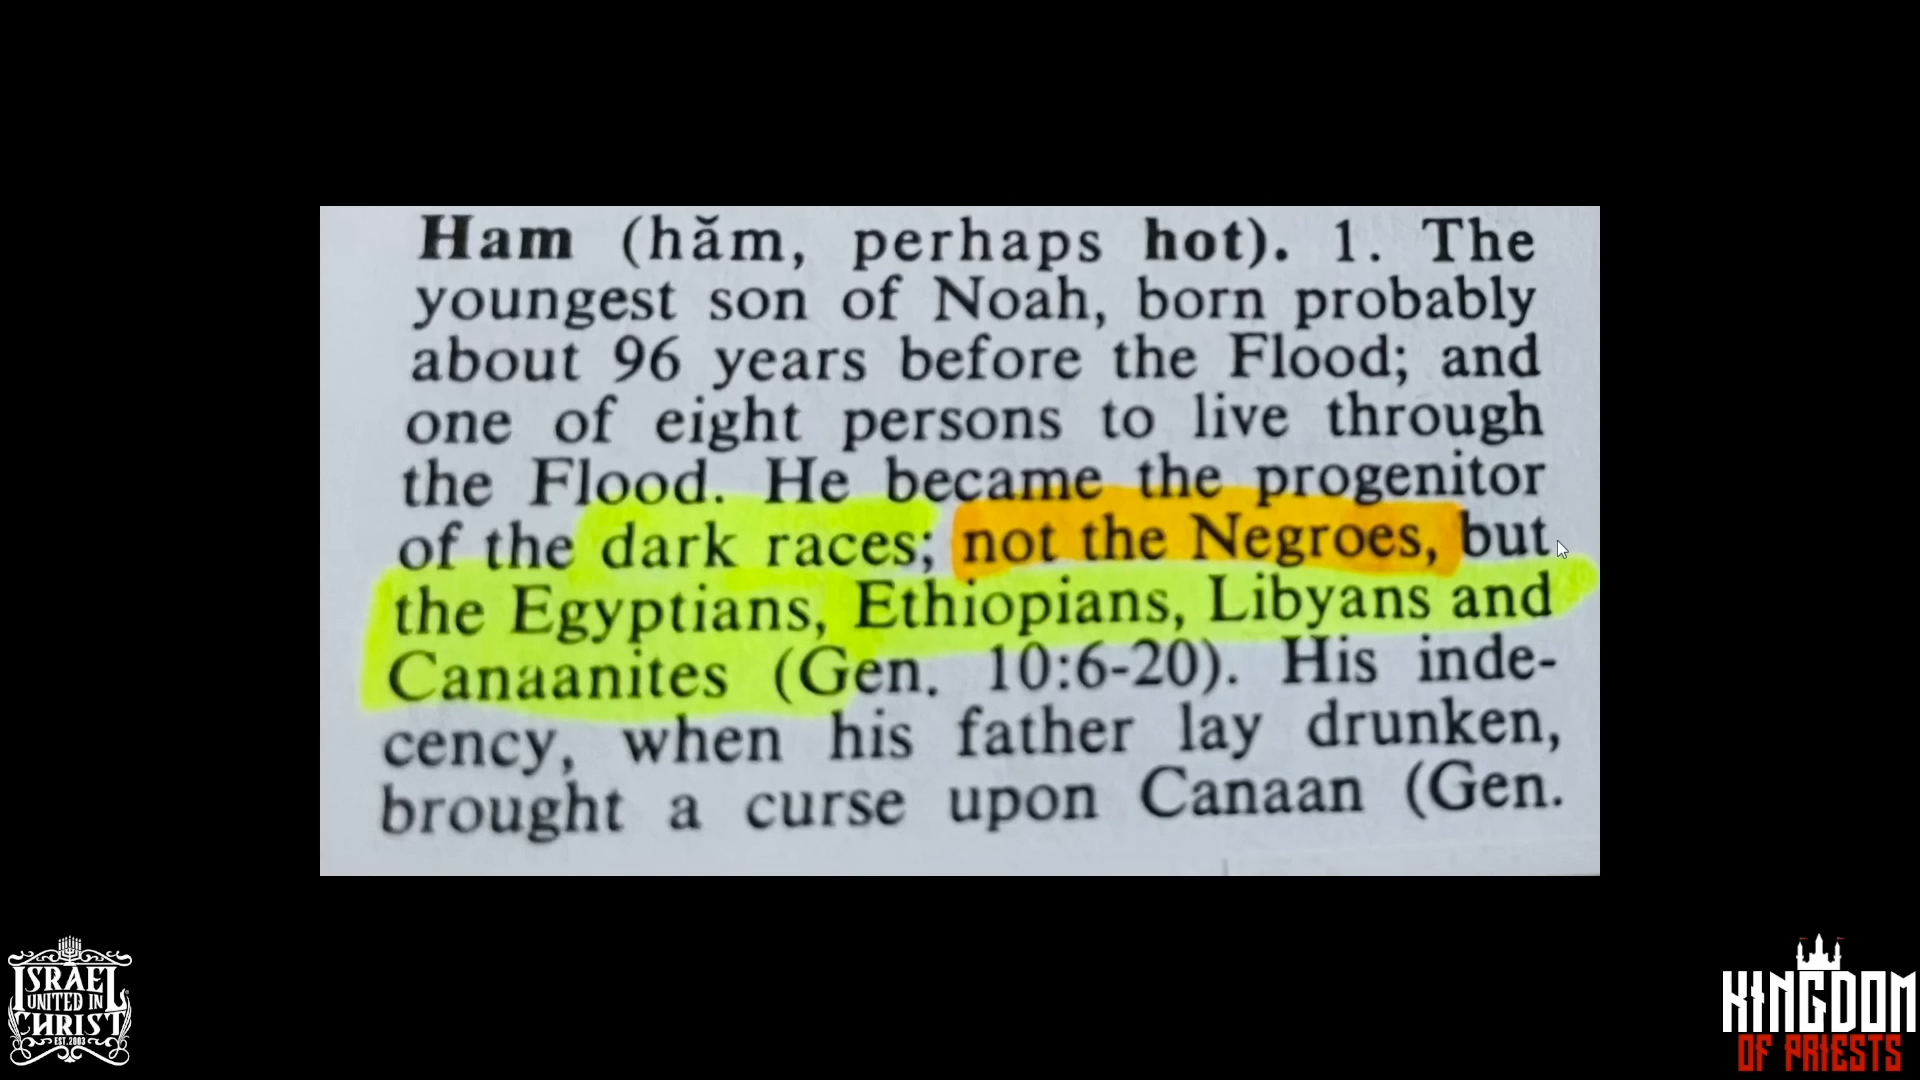 Ham (hăm, perhaps hot). 1. The
youngest son of Noah, born probably
about 96 years before the Flood; and
one of eight persons to live through
the Flood. He became the progenitor
of the dark races; not the Negroes, but
the Egyptians, Ethiopians, Libyans and
Canaanites (Gen. 10:6-20). His inde-
cency, when his father lay drunken,
brought a curse upon Canaan (Gen.
ISRAEL
UNITED IN
CHRIST
EST. 2003
KINGDOM
OF PRIESTS